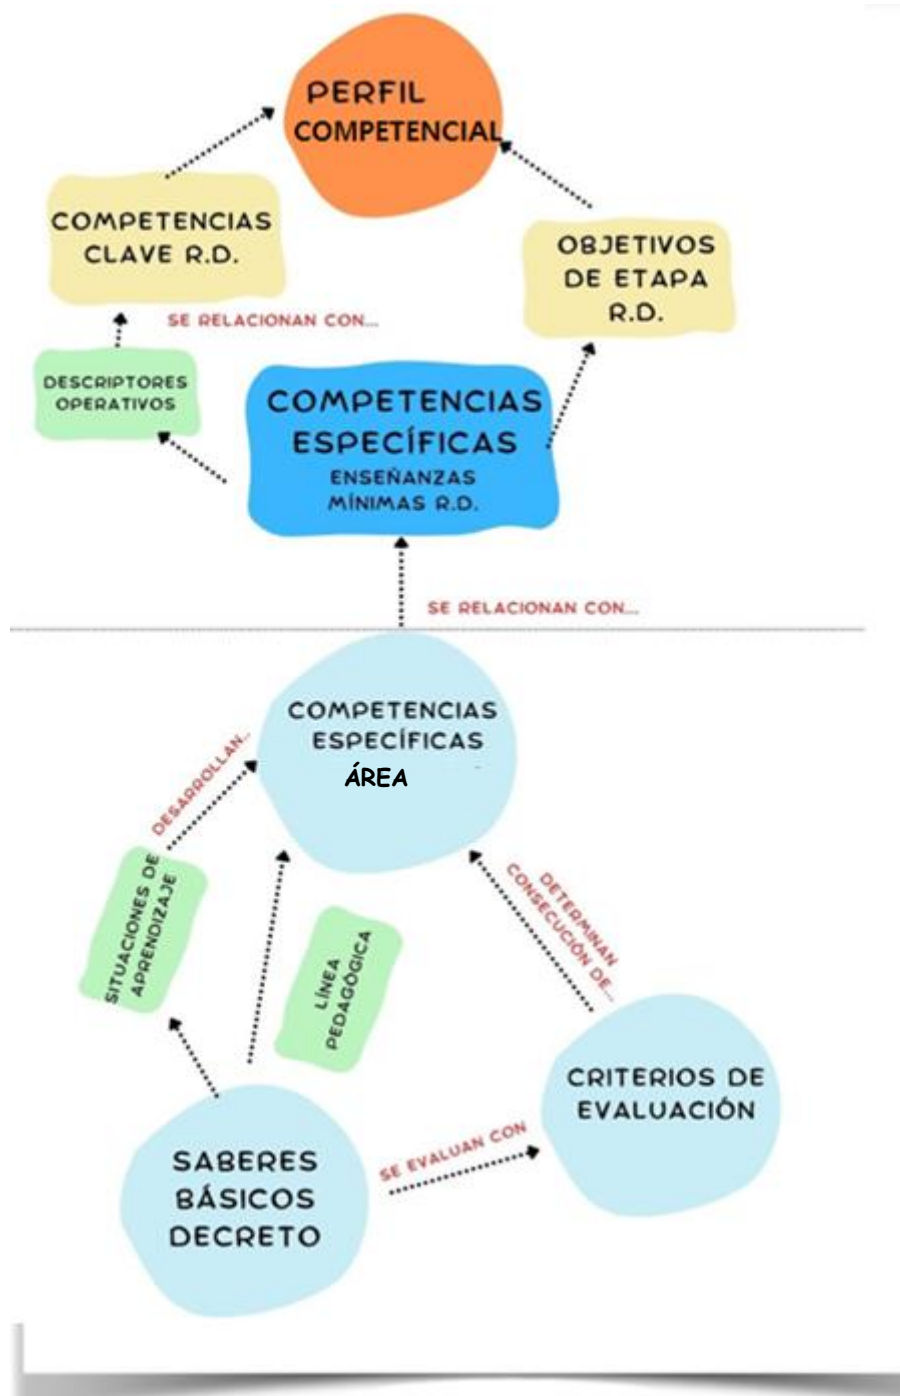 PERFIL
COMPETENCIAL
COMPETENCIAS
CLAVE R.D.
OBJETIVOS
DE ETAPA
R.D.
SE RELACIONAN CON...
DESCRIPTORES
OPERATIVOS
COMPETENCIAS
ESPECÍFICAS
ENSEÑANZAS
MÍNIMAS R.D.
SE RELACIONAN CON...
COMPETENCIAS
ESPECÍFICAS
ÁREA
DESARROLLAN..
SITUACIONES DE
APRENDIZAJE
LÍNEA
PEDAGÓGICA
DETERMINAN
CONSECUCIÓN DE...
CRITERIOS DE
EVALUACIÓN
SE EVALUAN CON
SABERES
BÁSICOS
DECRETO